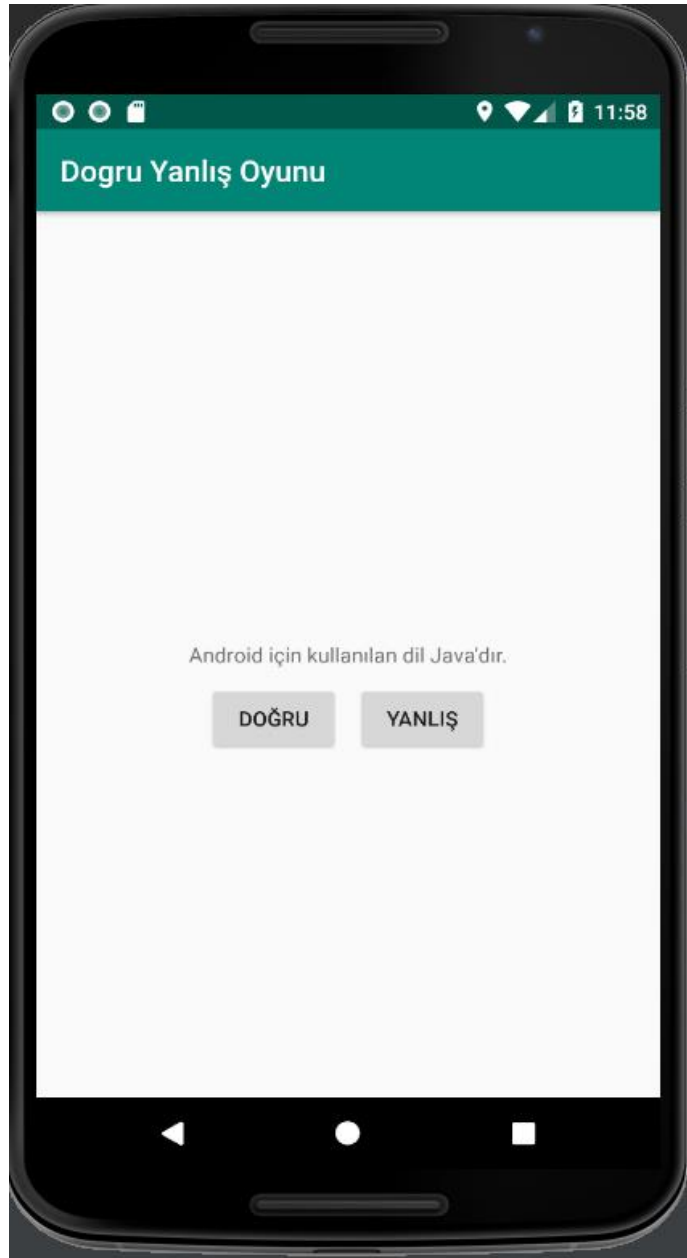 11:58
Dogru Yanlış Oyunu
Android için kullanılan dil Java'dır.
DOĞRU YANLIŞ